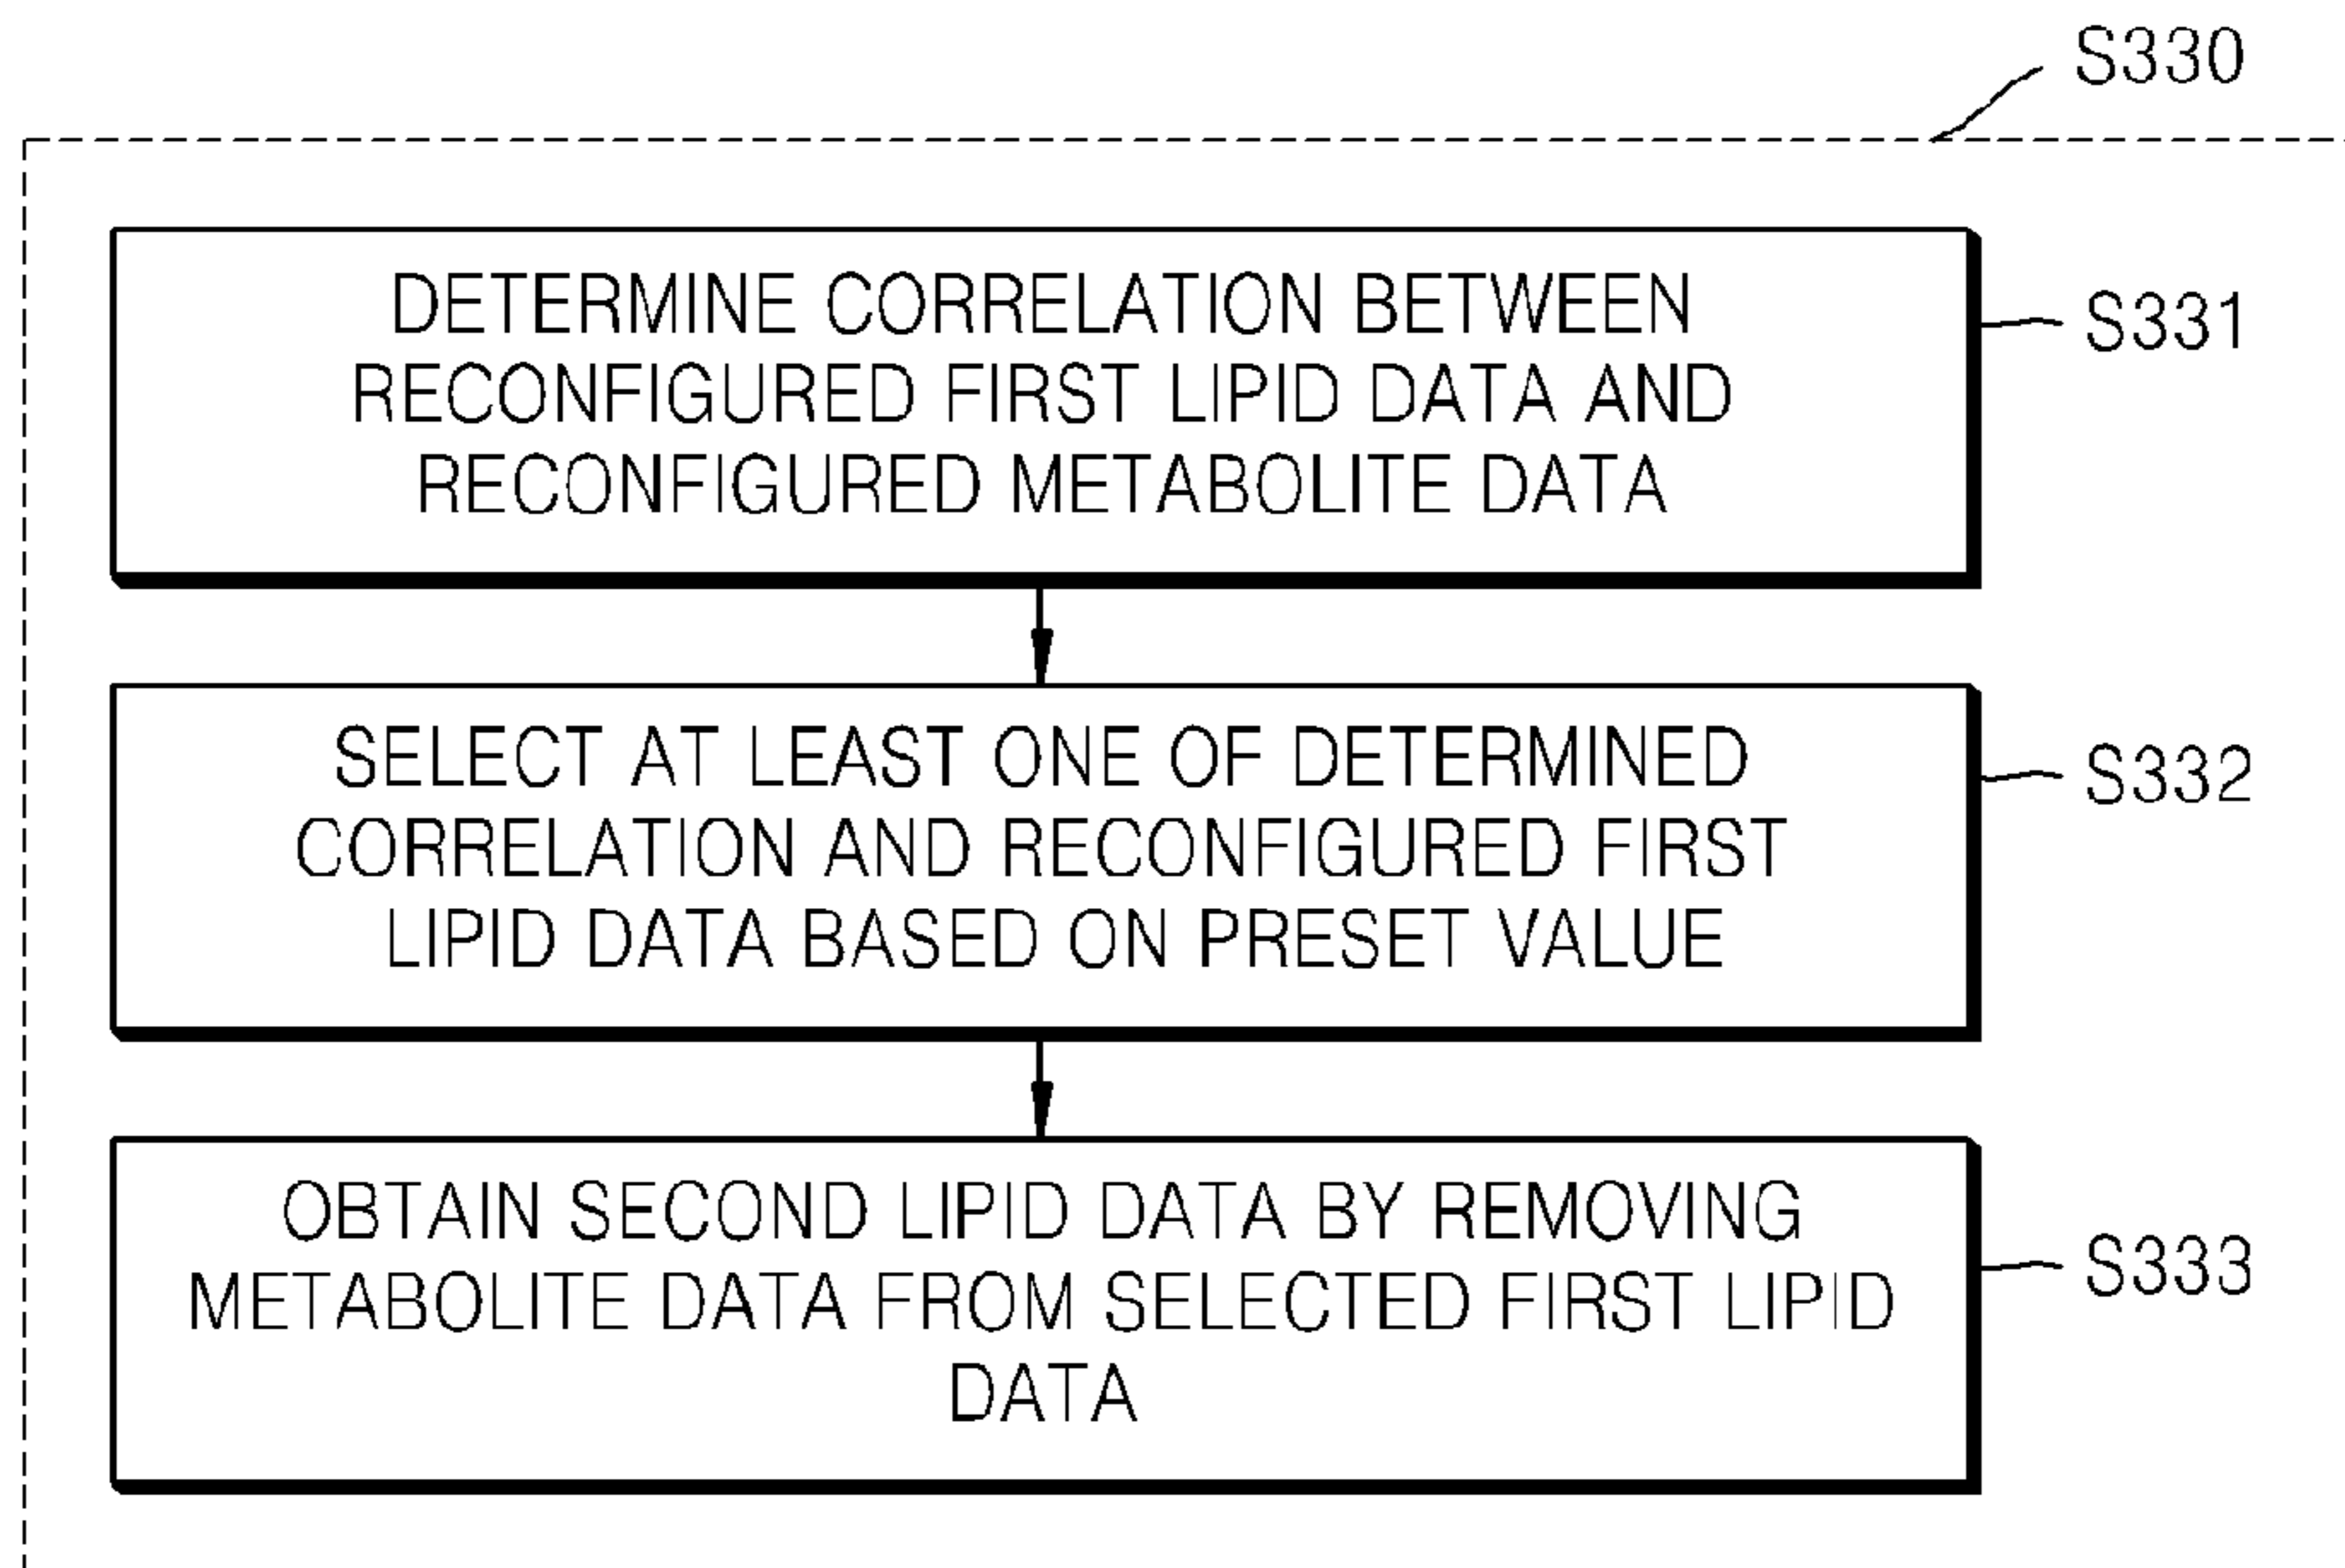 S330
DETERMINE CORRELATION BETWEEN
RECONFIGURED FIRST LIPID DATA AND
RECONFIGURED METABOLITE DATA
S331
SELECT AT LEAST ONE OF DETERMINED
CORRELATION AND RECONFIGURED FIRST
LIPID DATA BASED ON PRESET VALUE
S332
OBTAIN SECOND LIPID DATA BY REMOVING
METABOLITE DATA FROM SELECTED FIRST LIPID
DATA
S333